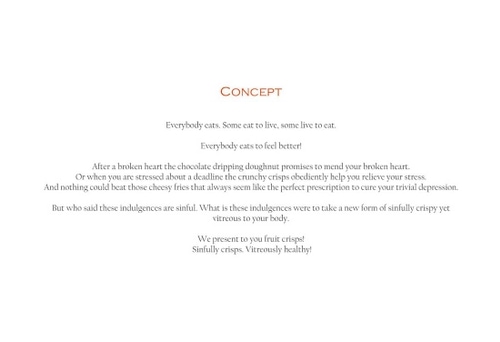 Concept
Everybody eats. Some eat to live, some live to eat.
Everybody eats to feel better!
After a broken heart the chocolate dripping doughnut promises to mend your broken heart.
Or when you are stressed about a deadline the crunchy crisps obediently help you relieve your stress.
And nothing could beat those cheesy fries that always seem like the perfect prescription to cure your trivial depression.
But who said these indulgences are sinful. What is these indulgences were to take a new form of sinfully crispy yet
vitreous to your body.
We present to you fruit crisps!
Sinfully crisps. Vitreously healthy!